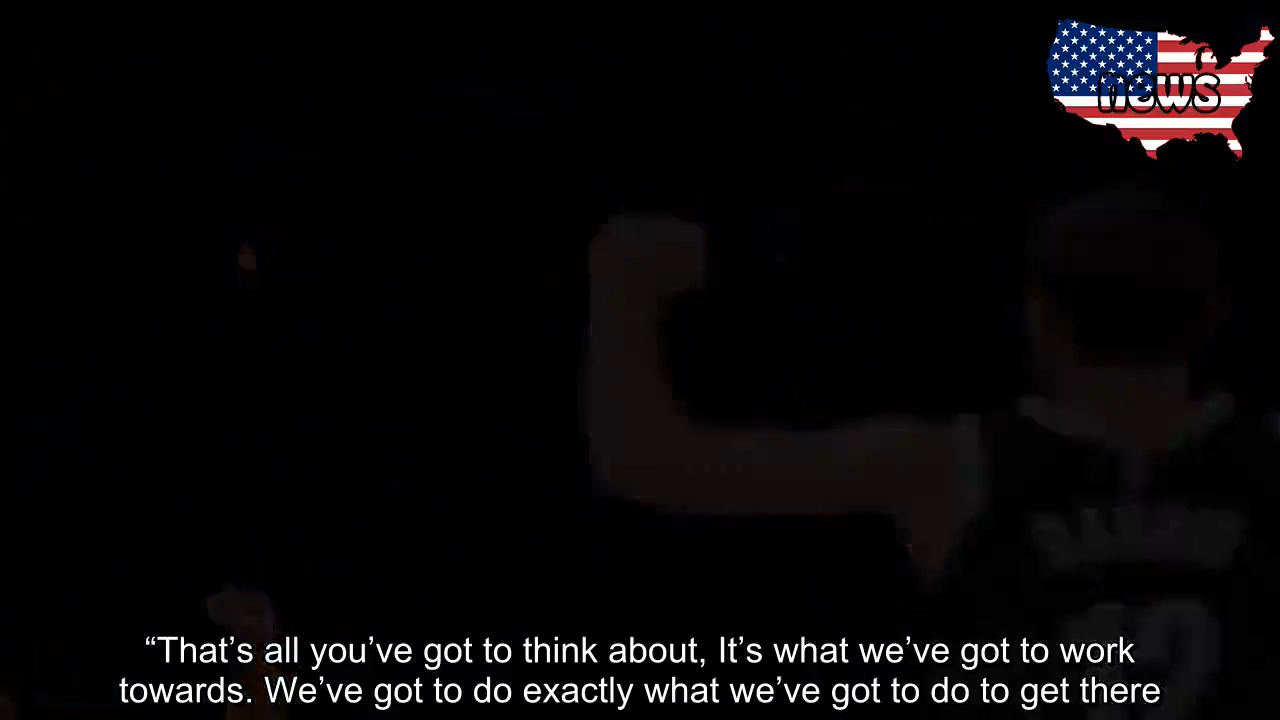 news
“That’s all you’ve got to think about, It’s what we’ve got to work
towards. We’ve got to do exactly what we’ve got to do to get there